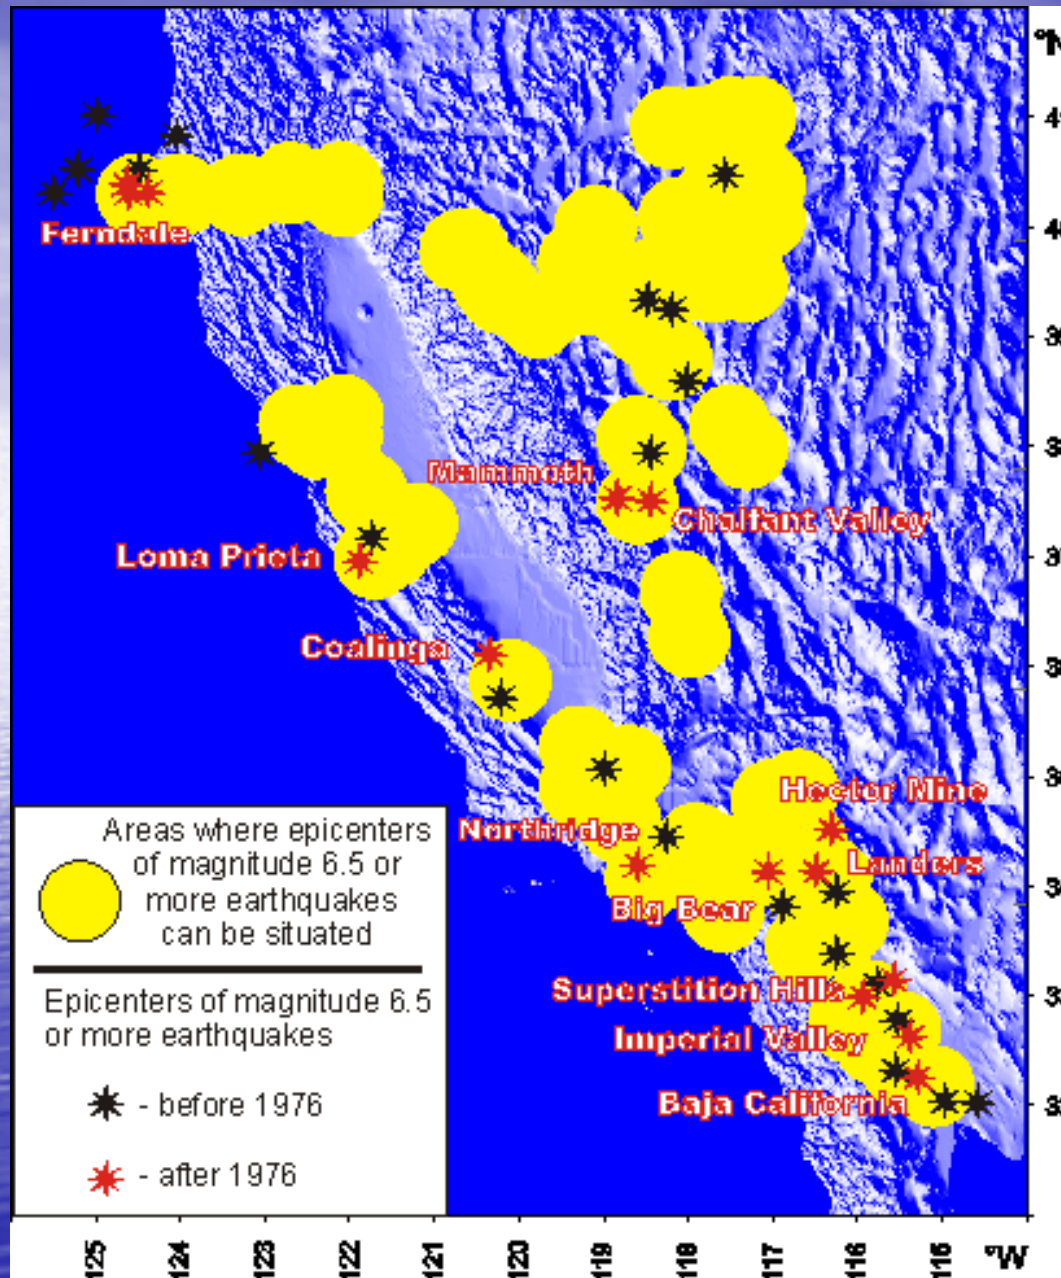 °N
Ferndale
Mammoth
Chalfant Valley
Loma Prieta
Coalinga
Hector Mine
Northridge
Landers
Big Bear
Superstition Hills
Imperial Valley
Baja California
Areas where epicenters
of magnitude 6.5 or
more earthquakes
can be situated
Epicenters of magnitude 6.5
or more earthquakes
- before 1976
- after 1976
125 124 123 122 121 120 119 118 117 116 115 °W